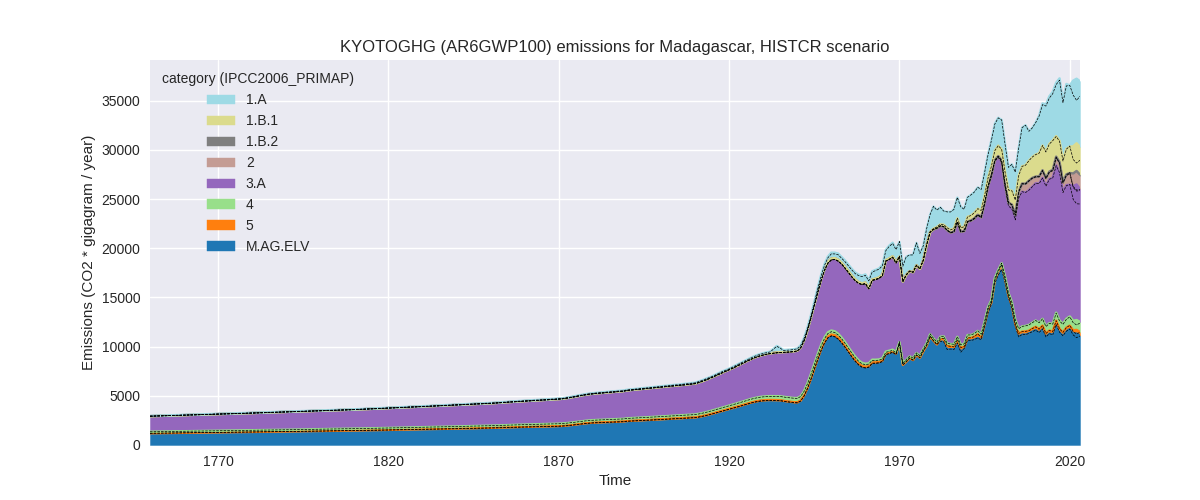 KYOTOGHG (AR6GWP100) emissions for Madagascar, HISTCR scenario
category (IPCC2006_PRIMAP)
1.A
1.B.1
1.B.2
2
3.A
4
5
M.AG.ELV
Emissions (CO2 * gigagram / year)
35000
30000
25000
20000
15000
10000
5000
0
1770 1820 1870 1920 1970 2020
Time